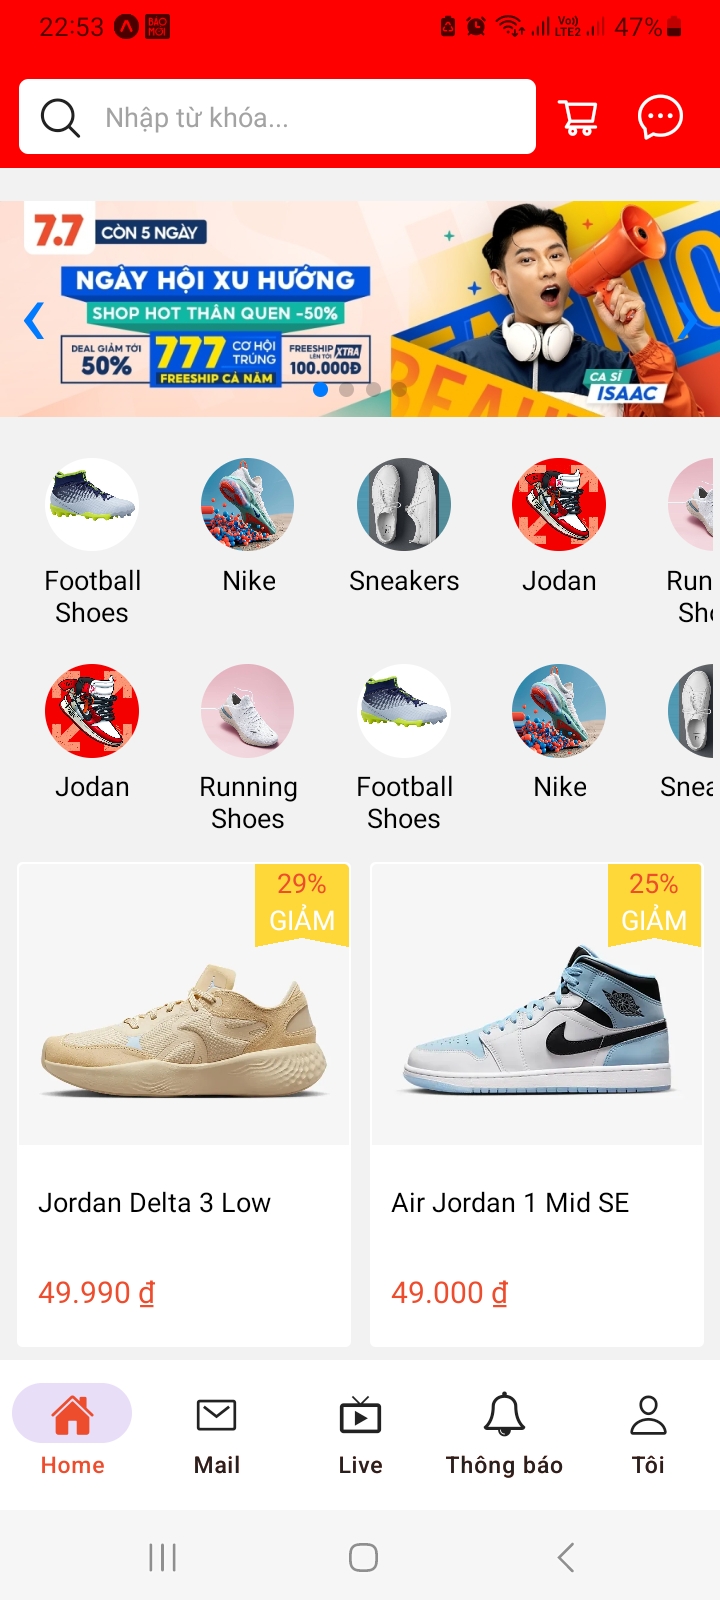 22:53
BÁO
MỚI
Vo))
LTE2
47%
Nhập từ khóa...
7.7
CÒN 5 NGÀY
NGÀY HỘI XU HƯỚNG
SHOP HOT THÂN QUEN -50%
DEAL GIẢM TỚI
50%
777
CƠ HỘI
TRÚNG
FREESHIP CẢ NĂM
FREESHIP XTRA
LÊN TỚI
100.000Đ
FASHIO
BEAU
CA SĨ
ISAAC
Football
Shoes
Nike
Sneakers
Jodan
Run
Sho
Jodan
Running
Shoes
Football
Shoes
Nike
Snea
29%
GIẢM
25%
GIẢM
Jordan Delta 3 Low
Air Jordan 1 Mid SE
49.990 ₫
49.000 ₫
Home
Mail
Live
Thông báo
Tôi